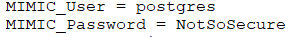 MIMIC_User = postgres
MIMIC_Password = NotSoSecure